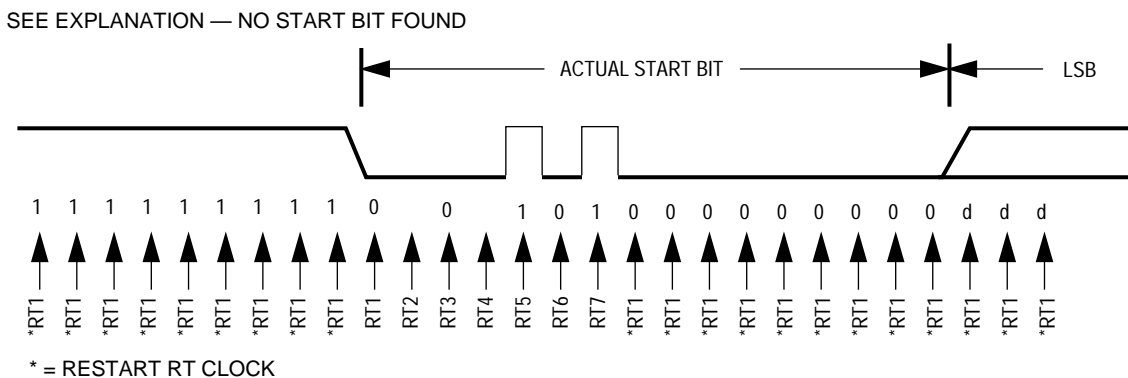 SEE EXPLANATION — NO START BIT FOUND
ACTUAL START BIT LSB
1 1 1 1 1 1 1 1 1 0 0 1 0 1 0 0 0 0 0 0 0 0 0 d d d
*RT1 *RT1 *RT1 *RT1 *RT1 *RT1 *RT1 *RT1 *RT1 RT1 RT2 RT3 RT4 RT5 RT6 RT7 *RT1 *RT1 *RT1 *RT1 *RT1 *RT1 *RT1 *RT1 *RT1 *RT1 *RT1 *RT1
* = RESTART RT CLOCK